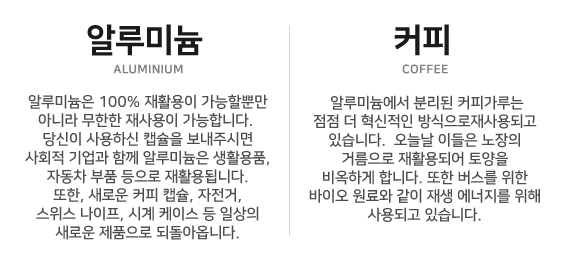 알루미늄
ALUMINIUM
알루미늄은 100% 재활용이 가능할뿐만
아니라 무한한 재사용이 가능합니다.
당신이 사용하신 캡슐을 보내주시면
사회적 기업과 함께 알루미늄은 생활용품,
자동차 부품 등으로 재활용됩니다.
또한, 새로운 커피 캡슐, 자전거,
스위스 나이프, 시계 케이스 등 일상의
새로운 제품으로 되돌아옵니다.
커피
COFFEE
알루미늄에서 분리된 커피가루는
점점 더 혁신적인 방식으로재사용되고
있습니다. 오늘날 이들은 노장의
거름으로 재활용되어 토양을
비옥하게 합니다. 또한 버스를 위한
바이오 원료와 같이 재생 에너지를 위해
사용되고 있습니다.